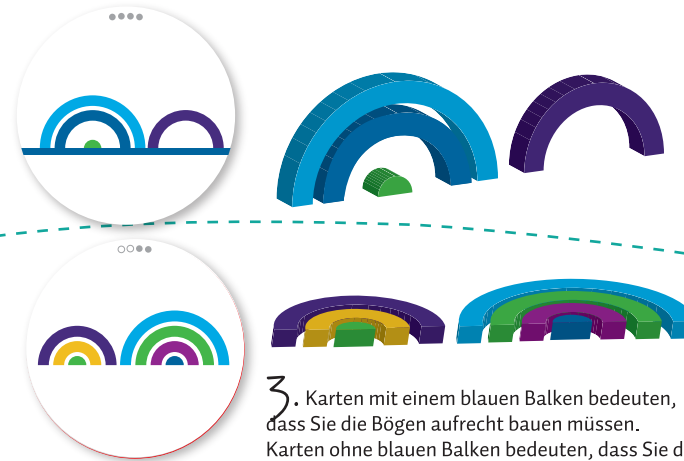 3. Karten mit einem blauen Balken bedeuten,
dass Sie die Bögen aufrecht bauen müssen.
Karten ohne blauen Balken bedeuten, dass Sie d